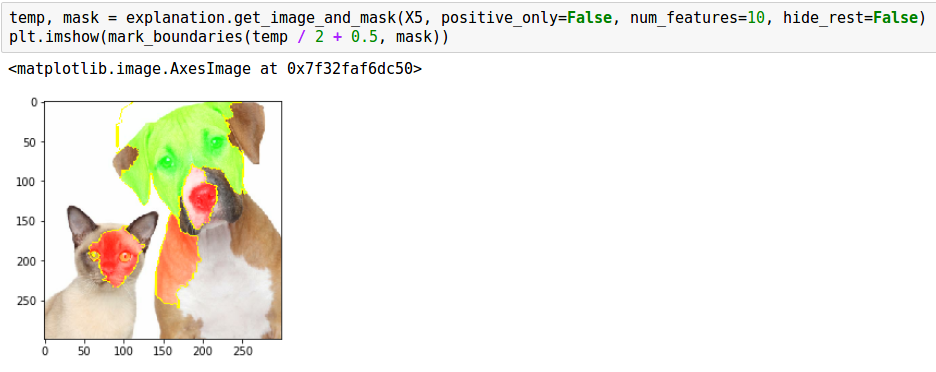 temp, mask = explanation.get_image_and_mask(X5, positive_only=False, num_features=10, hide_rest=False)
plt.imshow(mark_boundaries(temp / 2 + 0.5, mask))
<matplotlib.image.AxesImage at 0x7f32faf6dc50>
0
50
100
150
200
250
0 50 100 150 200 250